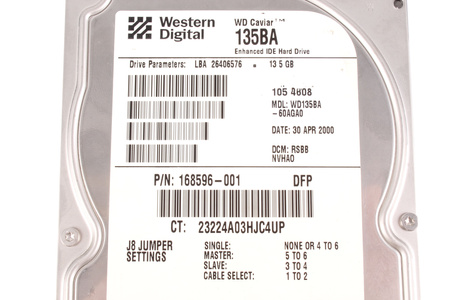 Western Digital
WD Caviar™
135BA
Enhanced IDE Hard Drive
Drive Parameters: LBA 26406576 • 13.5 GB
105 4608
MDL: WD135BA
-60AGA0
DATE: 30 APR 2000
DCM: RSBB
NVHAO
P/N: 168596-001 DFP
CT: 23224A03HJC4UP
J8 JUMPER SETTINGS
SINGLE: NONE OR 4 TO 6
MASTER: 5 TO 6
SLAVE: 3 TO 4
CABLE SELECT: 1 TO 2